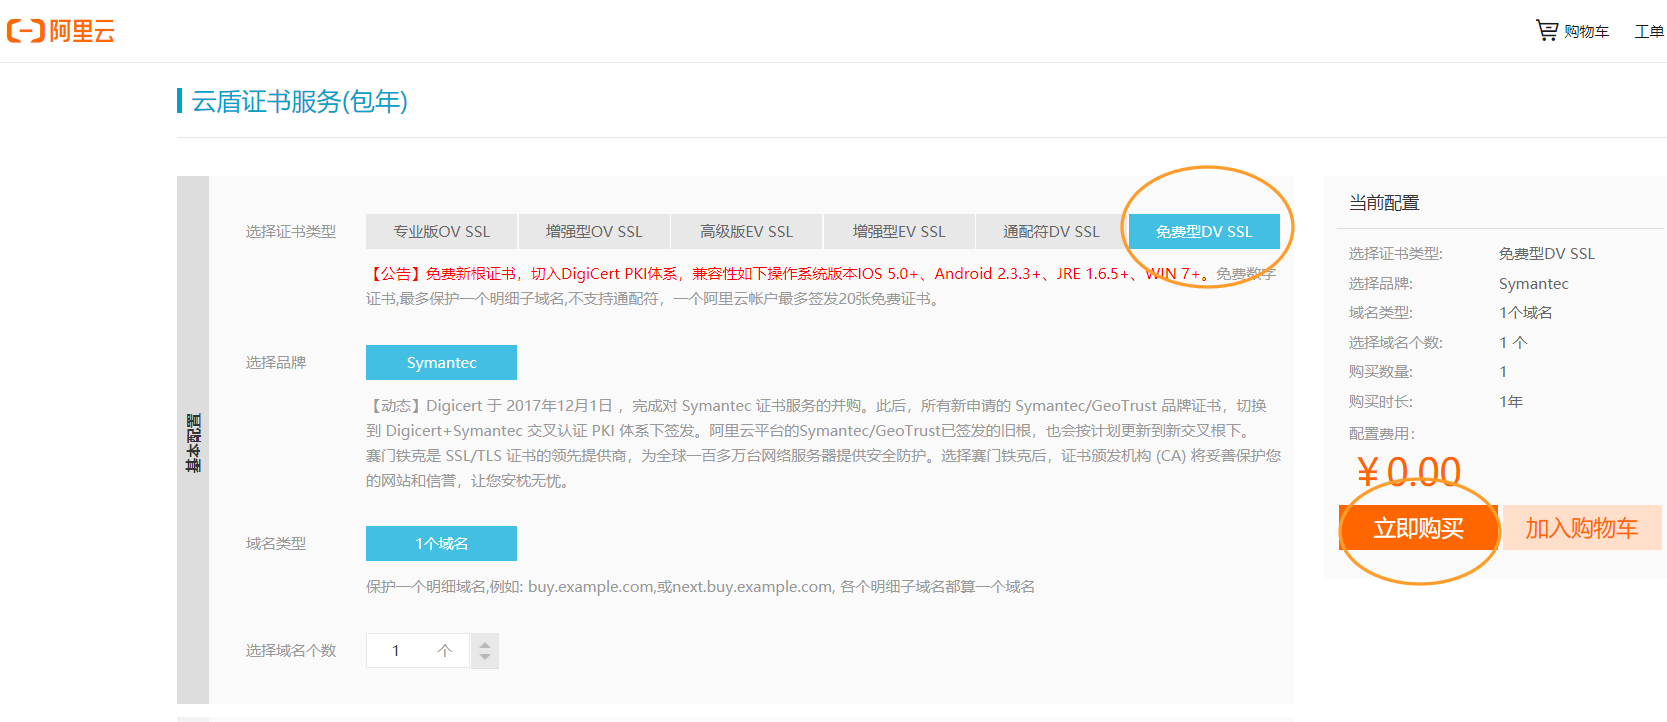 阿里云
购物车 工单
云盾证书服务(包年)
基本配置
选择证书类型
专业版OV SSL 增强型OV SSL 高级版EV SSL 增强型EV SSL 通配符DV SSL 免费型DV SSL
【公告】免费新根证书，切入DigiCert PKI体系，兼容性如下操作系统版本IOS 5.0+、Android 2.3.3+、JRE 1.6.5+、WIN 7+。免费数字
证书,最多保护一个明细子域名,不支持通配符，一个阿里云帐户最多签发20张免费证书。
选择品牌
Symantec
【动态】Digicert 于 2017年12月1日 ，完成对 Symantec 证书服务的并购。此后，所有新申请的 Symantec/GeoTrust 品牌证书，切换
到 Digicert+Symantec 交叉认证 PKI 体系下签发。阿里云平台的Symantec/GeoTrust已签发的旧根，也会按计划更新到新交叉根下。
赛门铁克是 SSL/TLS 证书的领先提供商，为全球一百多万台网络服务器提供安全防护。选择赛门铁克后，证书颁发机构 (CA) 将妥善保护您
的网站和信誉，让您安枕无忧。
域名类型
1个域名
保护一个明细域名,例如: buy.example.com,或next.buy.example.com, 各个明细子域名都算一个域名
选择域名个数
1 个
当前配置
选择证书类型: 免费型DV SSL
选择品牌: Symantec
域名类型: 1个域名
选择域名个数: 1 个
购买数量: 1
购买时长: 1年
配置费用:
¥0.00
立即购买 加入购物车